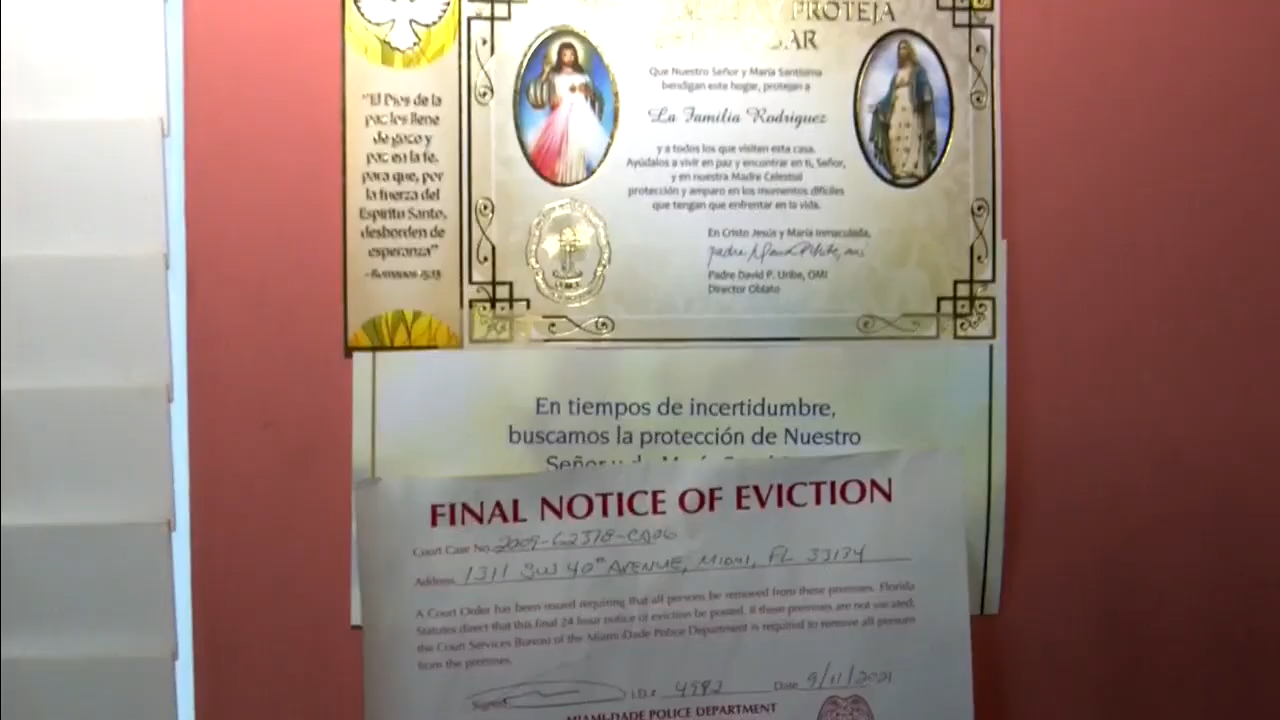 PROTEJA
Que Nuestro Señor y María Santísima
bendigan este hogar, protejan a
La Familia Rodriguez
y a todos los que visiten esta casa.
Ayúdalos a vivir en paz y encontrar en ti, Señor,
y en nuestra Madre Celestial
protección y amparo en los momentos difíciles
que tengan que enfrentar en la vida.
En Cristo Jesús y María Inmaculada,
Padre David P. Uribe, OMI
Director Oblato
"El Dios de la
paz los llene
de gozo y
paz en la fe,
para que, por
la fuerza del
Espíritu Santo,
desborden de
esperanza"
–Romanos 15:13
En tiempos de incertidumbre,
buscamos la protección de Nuestro
Señor
FINAL NOTICE OF EVICTION
Court Case No. 2009-62378-CA06
Address 1311 SW 40th AVENUE, MIAMI, FL 33134
A Court Order has been issued requiring that all persons be removed from these premises. Florida
Statutes direct that this final 24 hour notice of eviction be posted. If these premises are not vacated,
the Court Services Bureau of the Miami-Dade Police Department is required to remove all persons
from the premises.
Signed I.D.# 4982 Date 9/11/2021
MIAMI-DADE POLICE DEPARTMENT